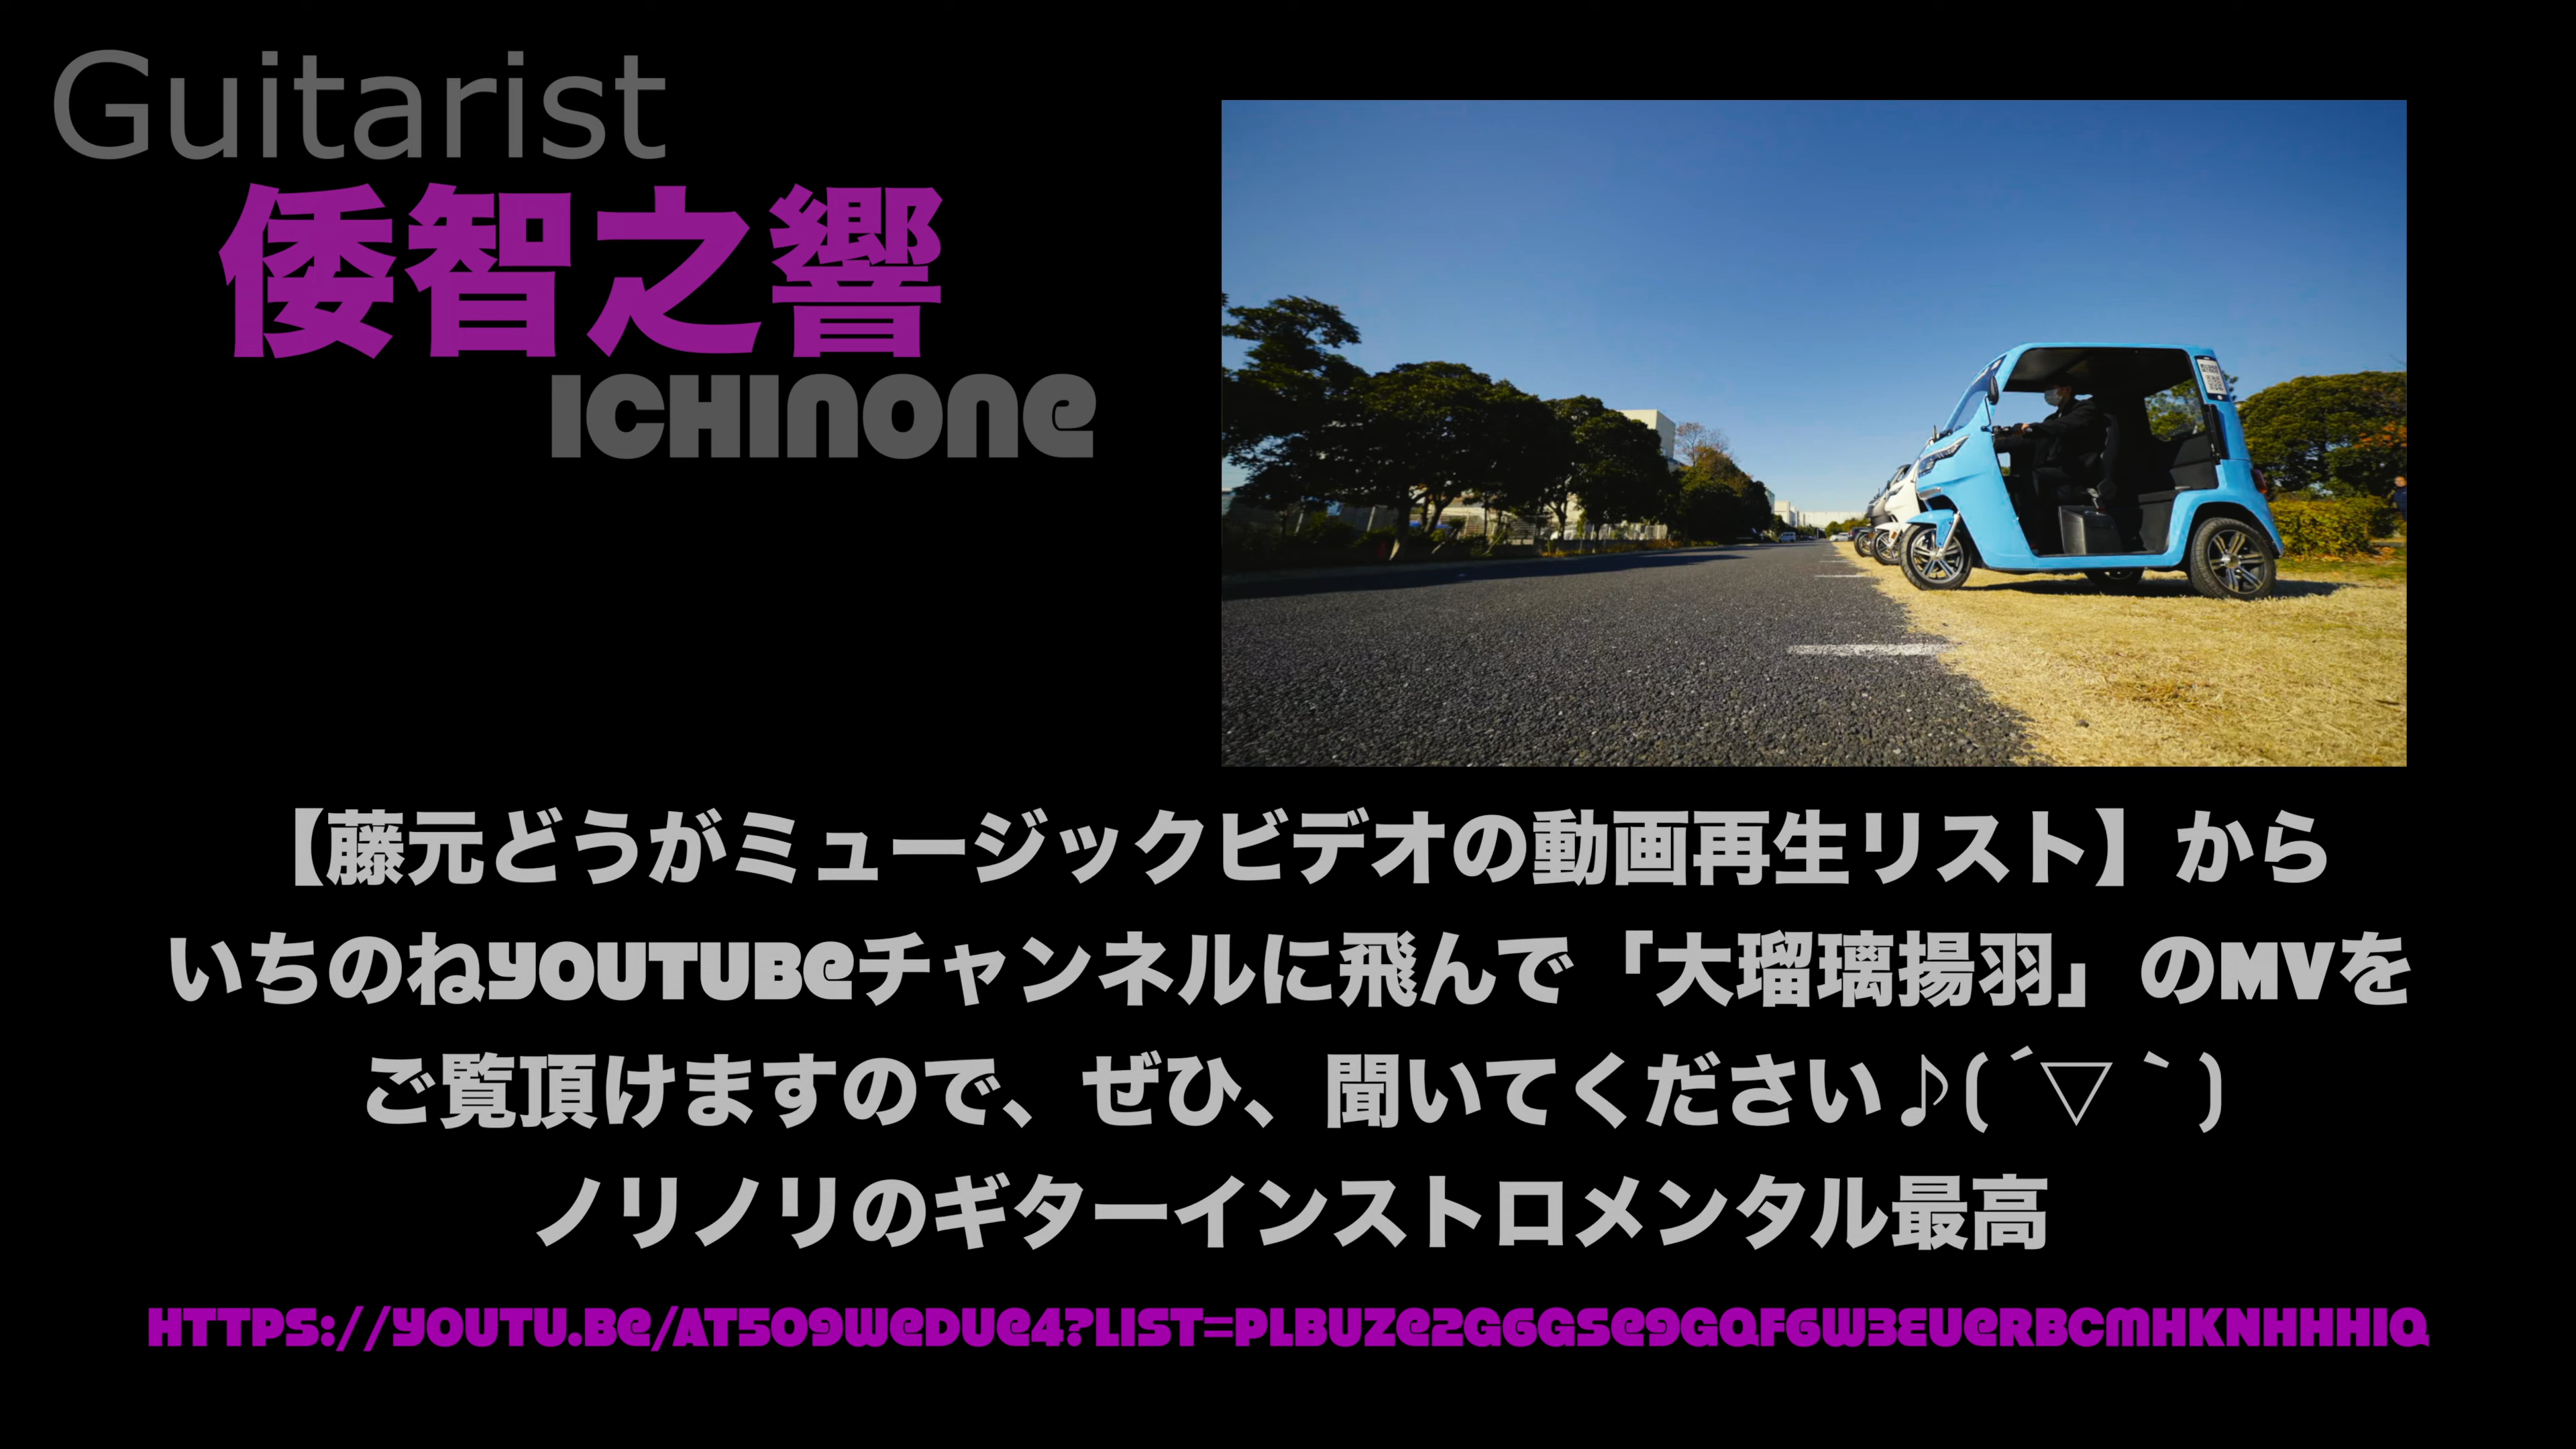 Guitarist
倭智之響
ICHINONE
【藤元どうがミュージックビデオの動画再生リスト】から
いちのねYOUTUBEチャンネルに飛んで「大瑠璃揚羽」のMVを
ご覧頂けますので、ぜひ、聞いてください♪(´▽｀)
ノリノリのギターインストロメンタル最高
HTTPS://YOUTU.BE/AT509WEDUE4?LIST=PLBUZE2G6GSE9GQF6W3EUERBCMHKNHHHIQ